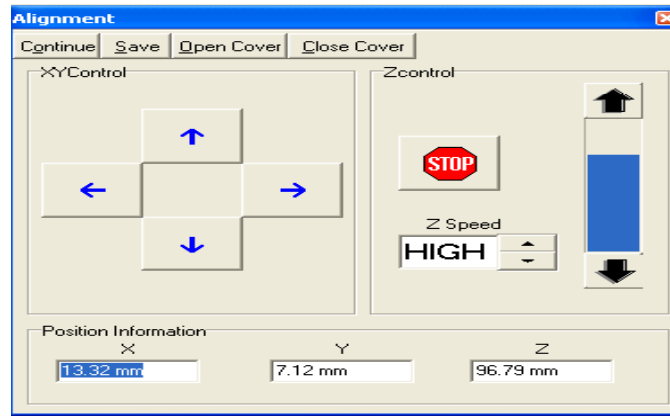 Alignment
Continue Save Open Cover Close Cover
XYControl
Zcontrol
STOP
Z Speed
HIGH
Position Information
X Y Z
13.32 mm 7.12 mm 96.79 mm